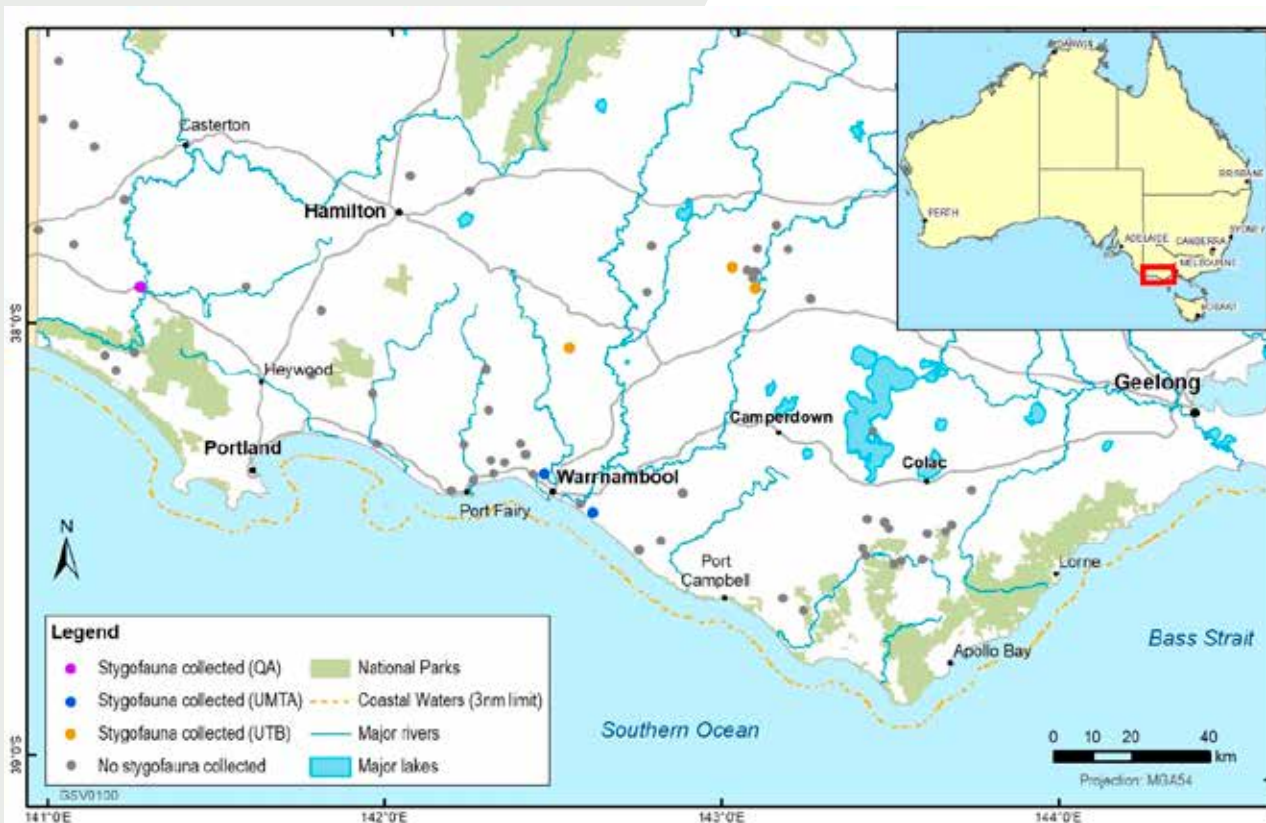 DARWIN
BRISBANE
PERTH
SYDNEY
ADELAIDE
CANBERRA
MELBOURNE
HOBART
Casterton
Hamilton
38°0'S
Heywood
Geelong
Camperdown
Portland
Colac
Warrnambool
Port Fairy
N
Port
Campbell
Lorne
Apollo Bay
Bass Strait
Southern Ocean
Legend
Stygofauna collected (QA)
National Parks
Stygofauna collected (UMTA)
Coastal Waters (3nm limit)
Stygofauna collected (UTB)
Major rivers
No stygofauna collected
Major lakes
0 10 20 40
km
Projection: MGA54
39°0'S
GSV0100
141°0'E
142°0'E
143°0'E
144°0'E